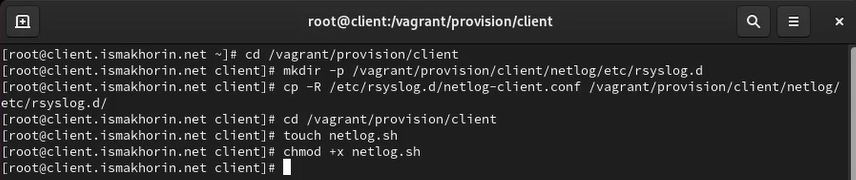 root@client:/vagrant/provision/client
[root@client.ismakhorin.net ~]# cd /vagrant/provision/client
[root@client.ismakhorin.net client]# mkdir -p /vagrant/provision/client/netlog/etc/rsyslog.d
[root@client.ismakhorin.net client]# cp -R /etc/rsyslog.d/netlog-client.conf /vagrant/provision/client/netlog/
etc/rsyslog.d/
[root@client.ismakhorin.net client]# cd /vagrant/provision/client
[root@client.ismakhorin.net client]# touch netlog.sh
[root@client.ismakhorin.net client]# chmod +x netlog.sh
[root@client.ismakhorin.net client]#